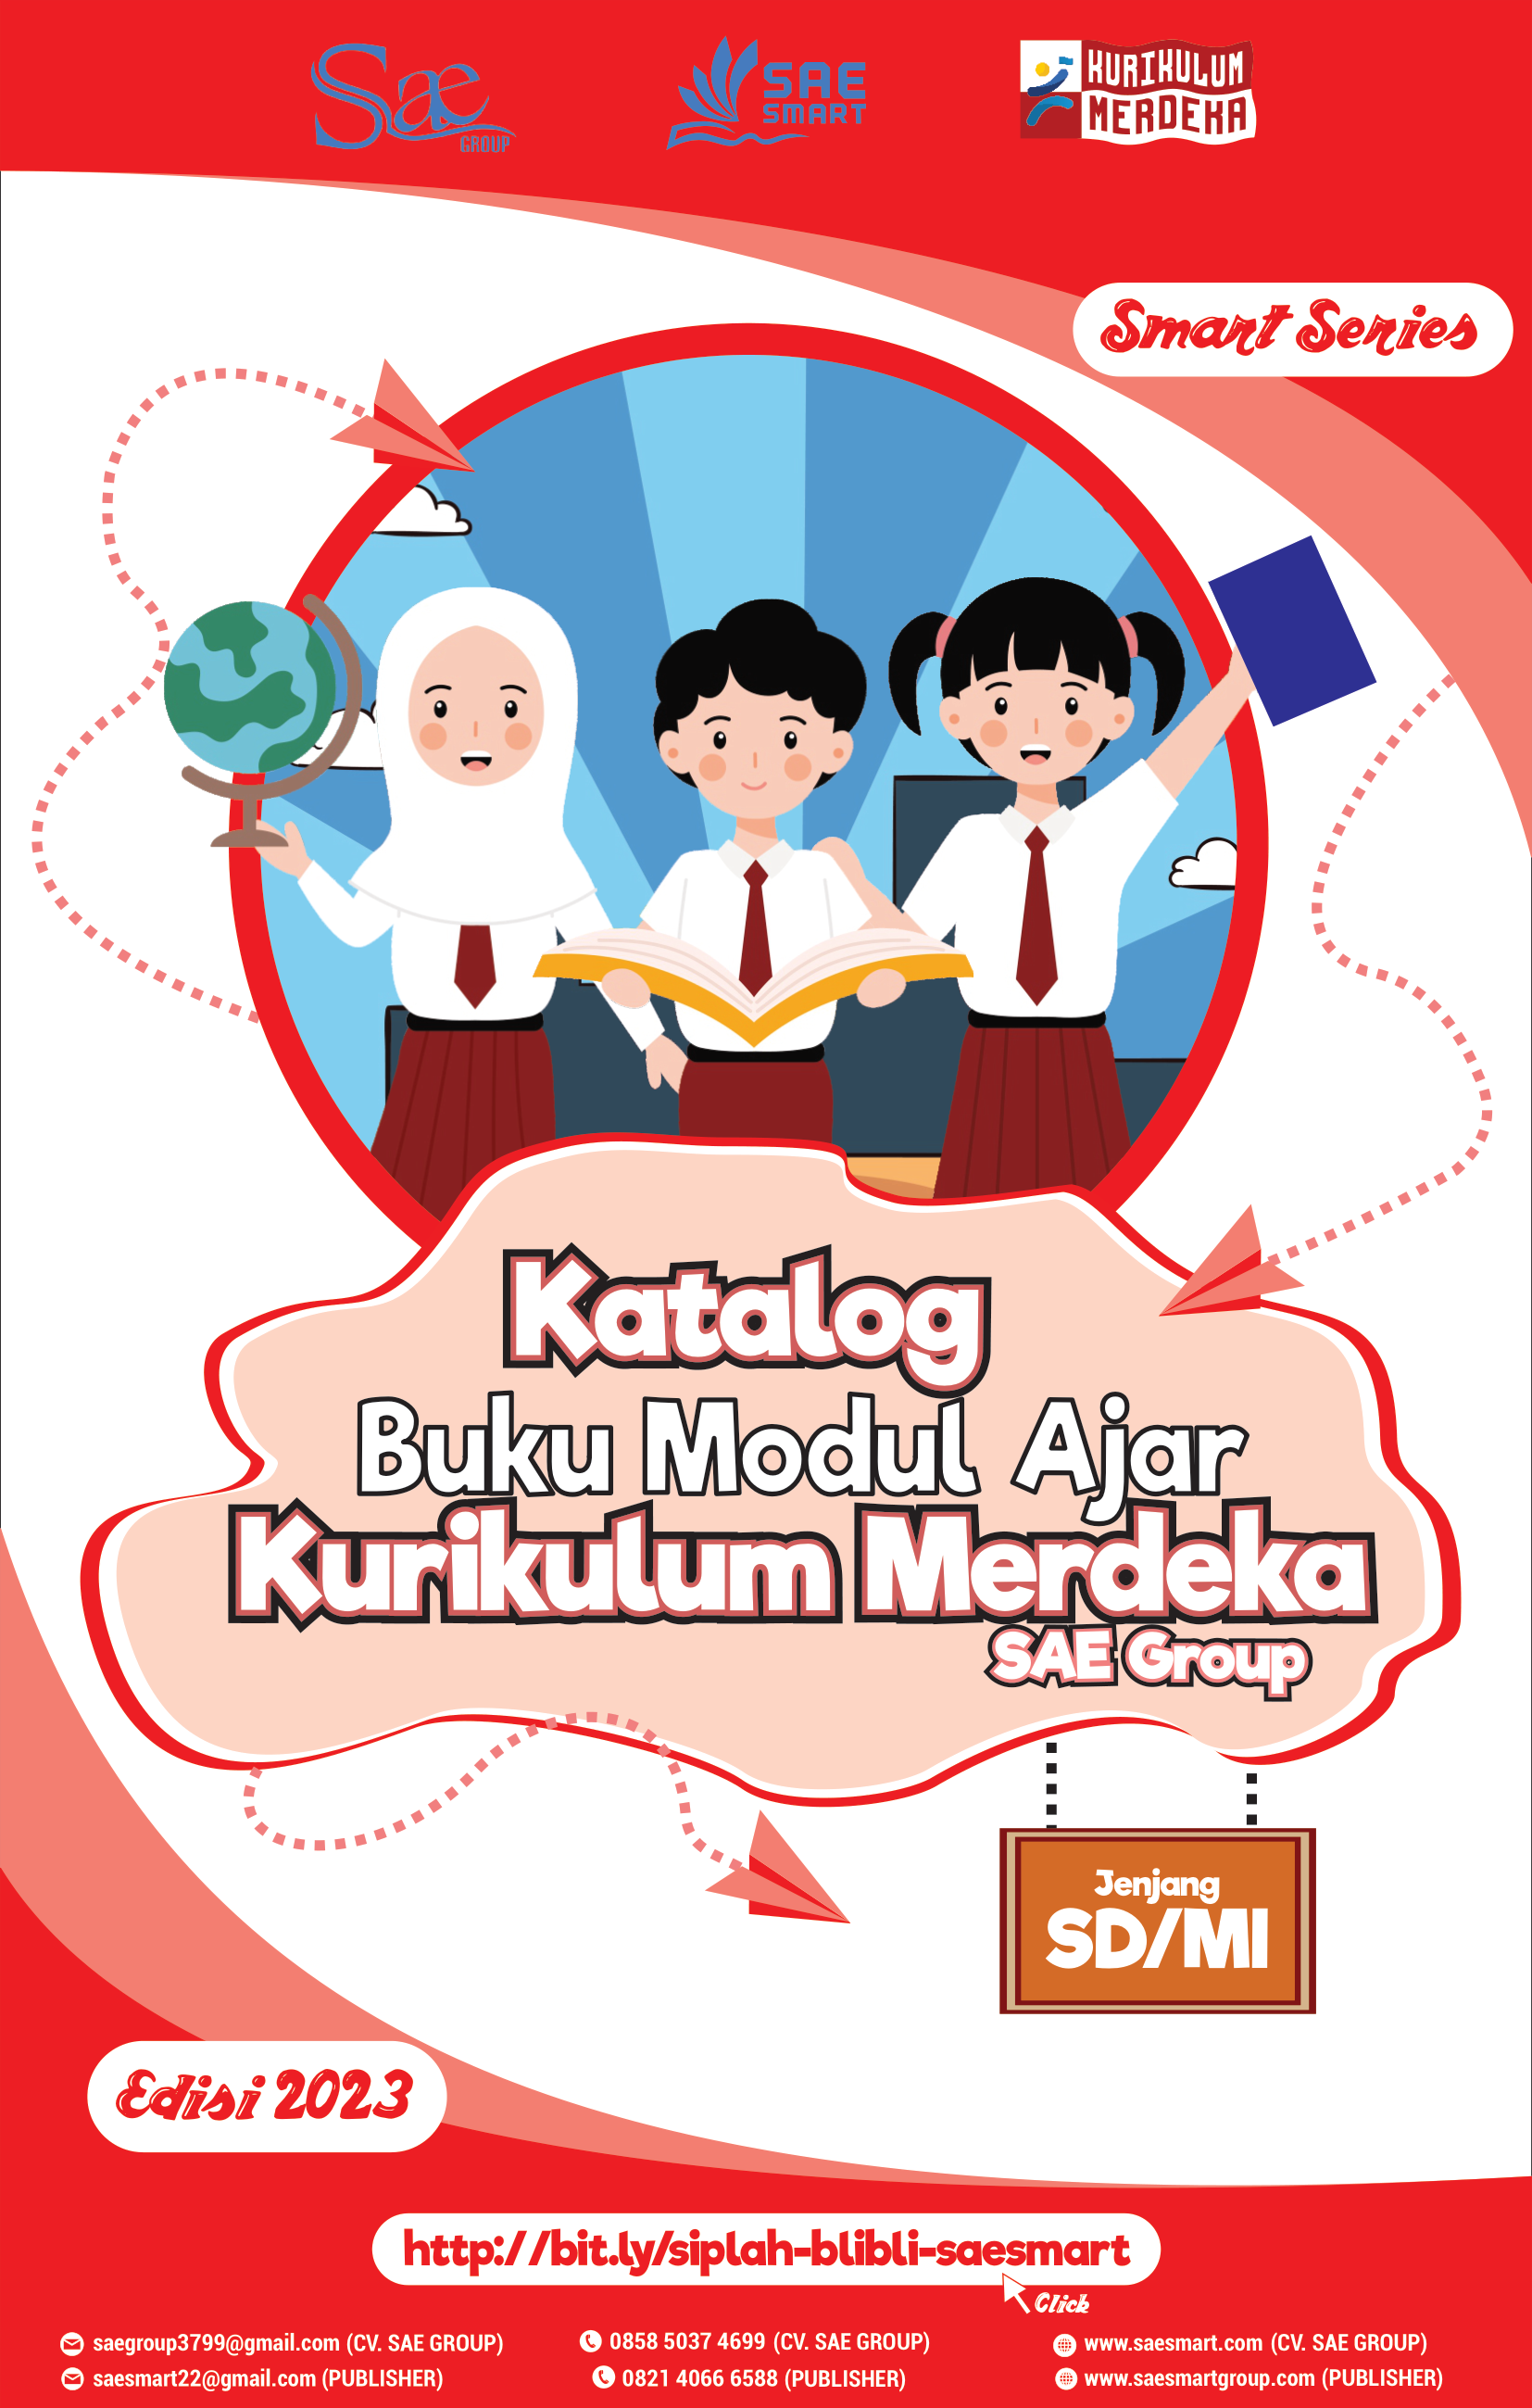 Sae
GROUP
SAE
SMART
KURIKULUM
MERDEKA
Smart Series
Katalog
Buku Modul Ajar
Kurikulum Merdeka
SAE Group
Jenjang
SD/MI
Edisi 2023
http://bit.ly/siplah-blibli-saesmart
Click
saegroup3799@gmail.com (CV. SAE GROUP)
0858 5037 4699 (CV. SAE GROUP)
www.saesmart.com (CV. SAE GROUP)
saesmart22@gmail.com (PUBLISHER)
0821 4066 6588 (PUBLISHER)
www.saesmartgroup.com (PUBLISHER)